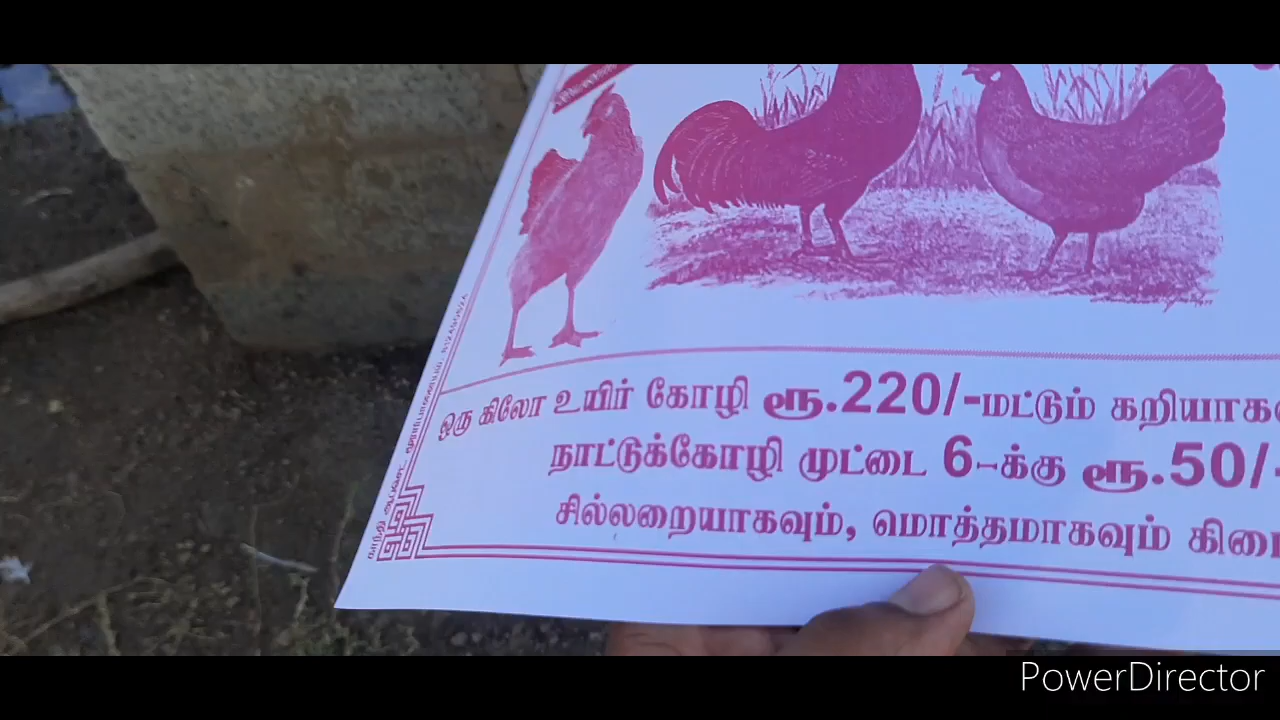 ஒரு கிலோ உயிர் கோழி ரூ.220/-மட்டும் கறியாக
நாட்டுக்கோழி முட்டை 6-க்கு ரூ.50/-
சில்லறையாகவும், மொத்தமாகவும்
PowerDirector